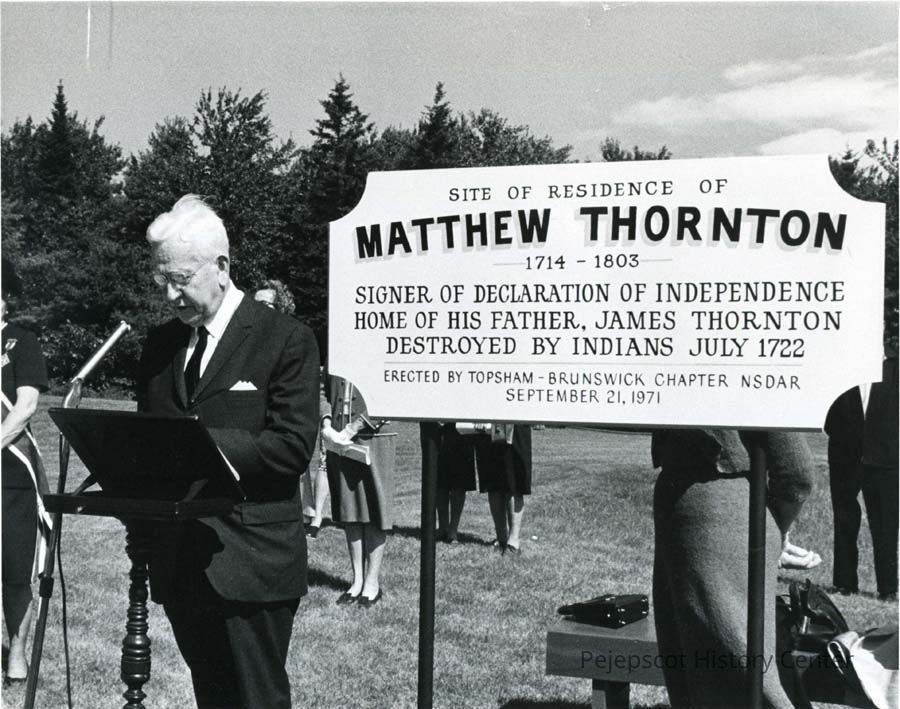 SITE OF RESIDENCE OF
MATTHEW THORNTON
1714 - 1803
SIGNER OF DECLARATION OF INDEPENDENCE
HOME OF HIS FATHER, JAMES THORNTON
DESTROYED BY INDIANS JULY 1722
ERECTED BY TOPSHAM-BRUNSWICK CHAPTER NSDAR
SEPTEMBER 21, 1971
Pejepscot History Center